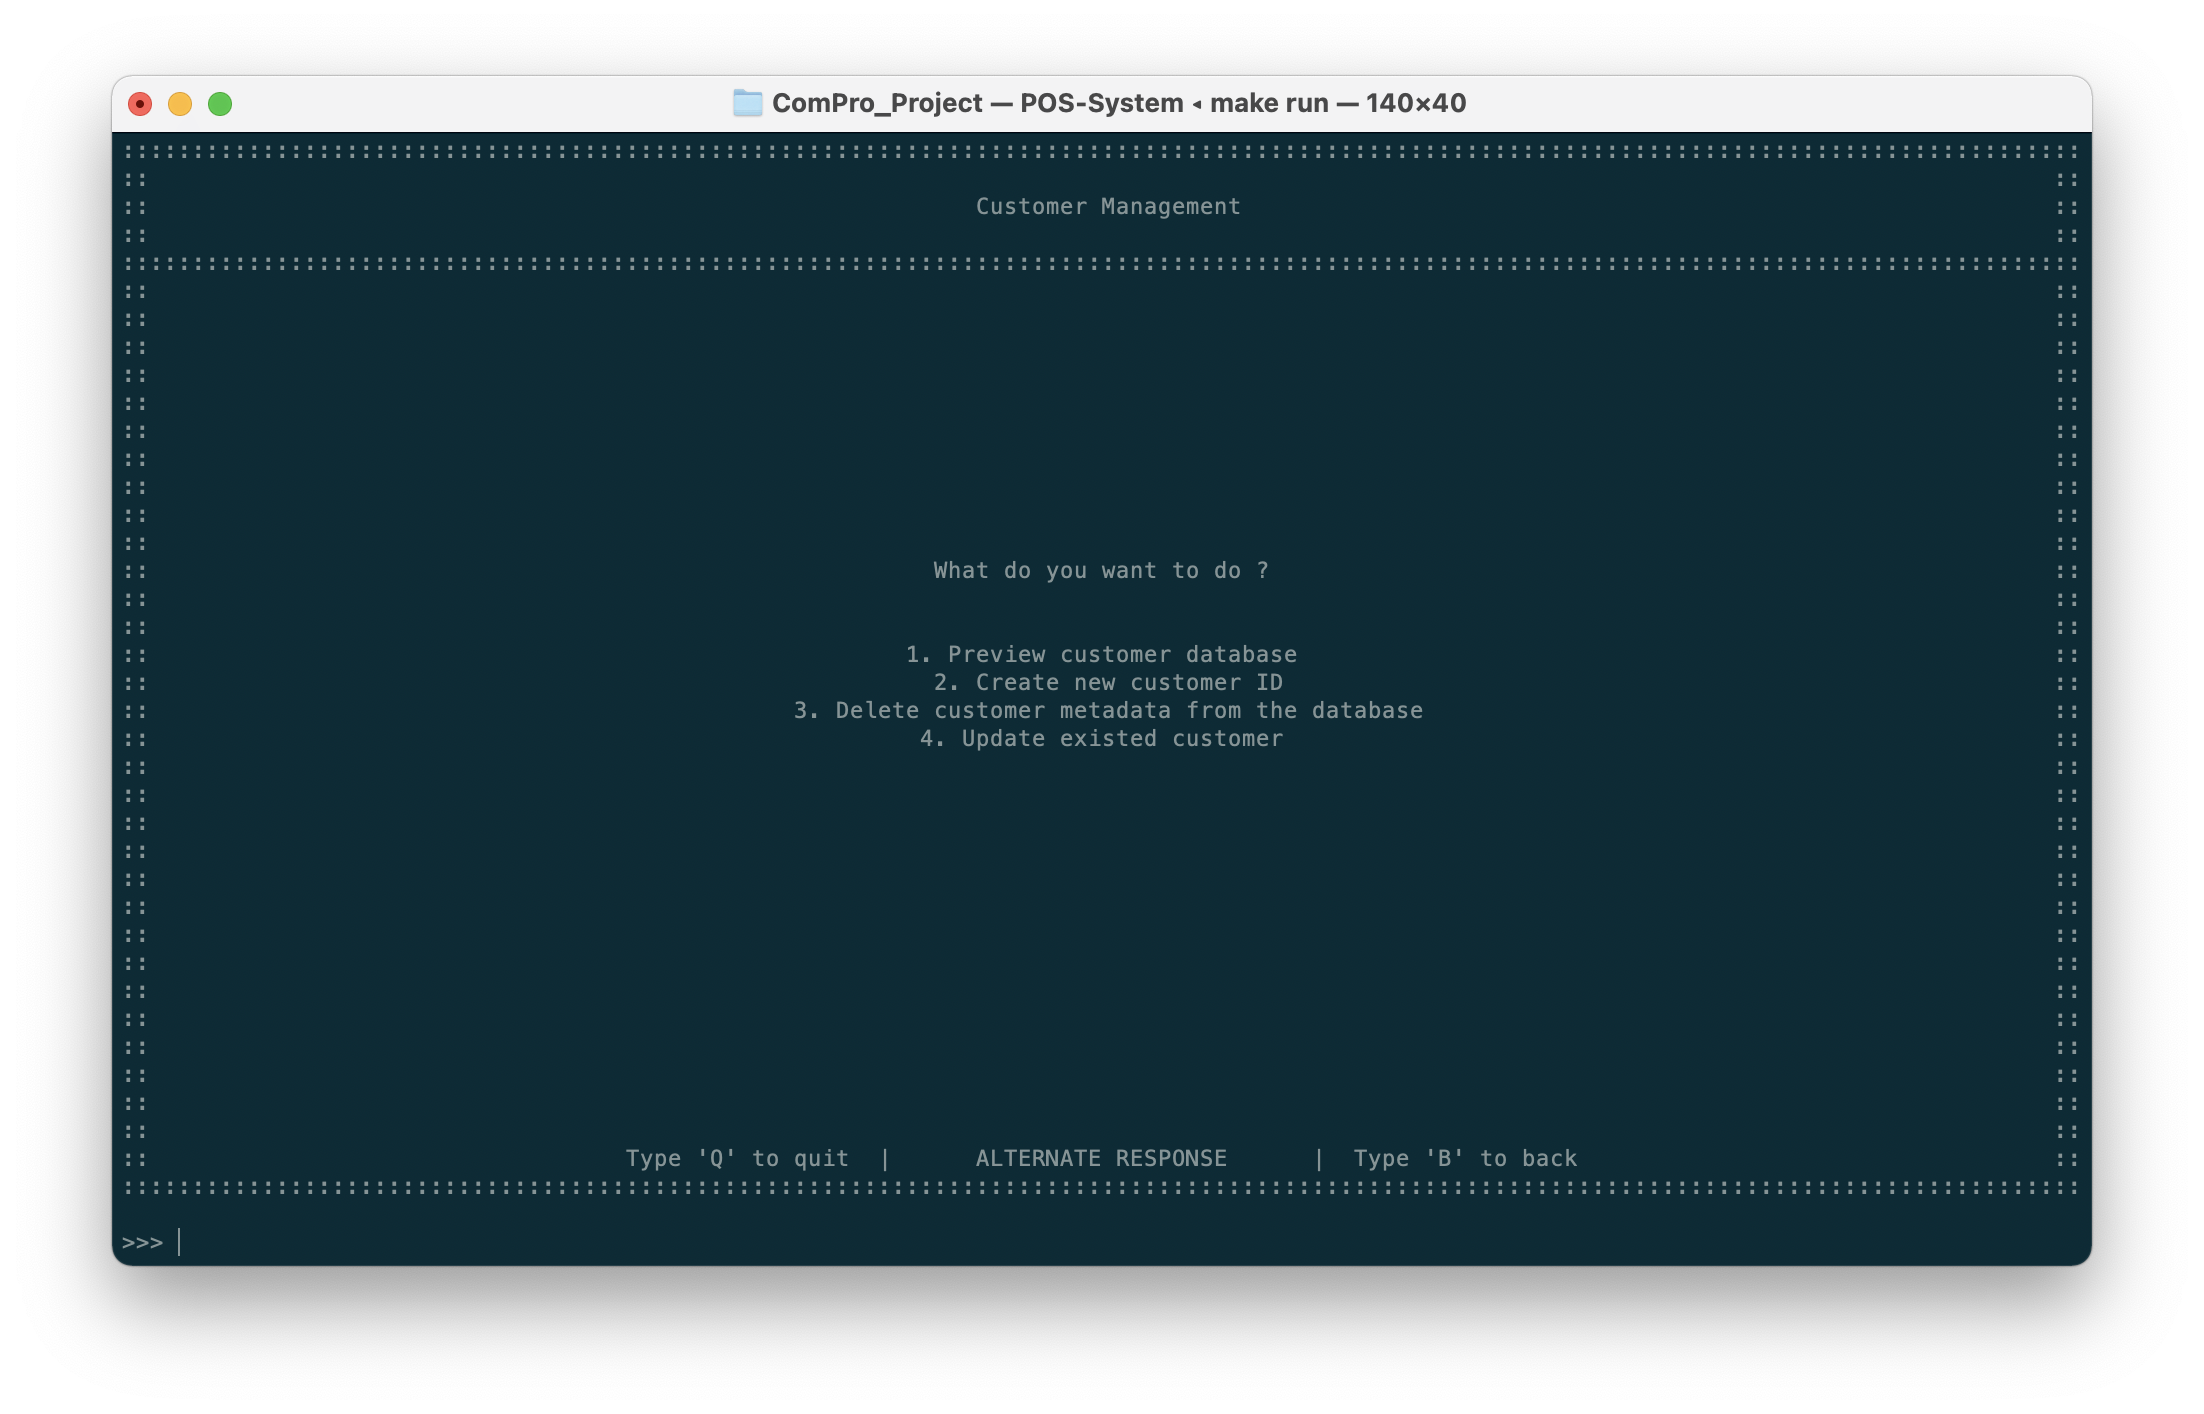 ComPro_Project — POS-System ◂ make run — 140×40
Customer Management
What do you want to do ?
1. Preview customer database
2. Create new customer ID
3. Delete customer metadata from the database
4. Update existed customer
Type 'Q' to quit | ALTERNATE RESPONSE | Type 'B' to back
>>>